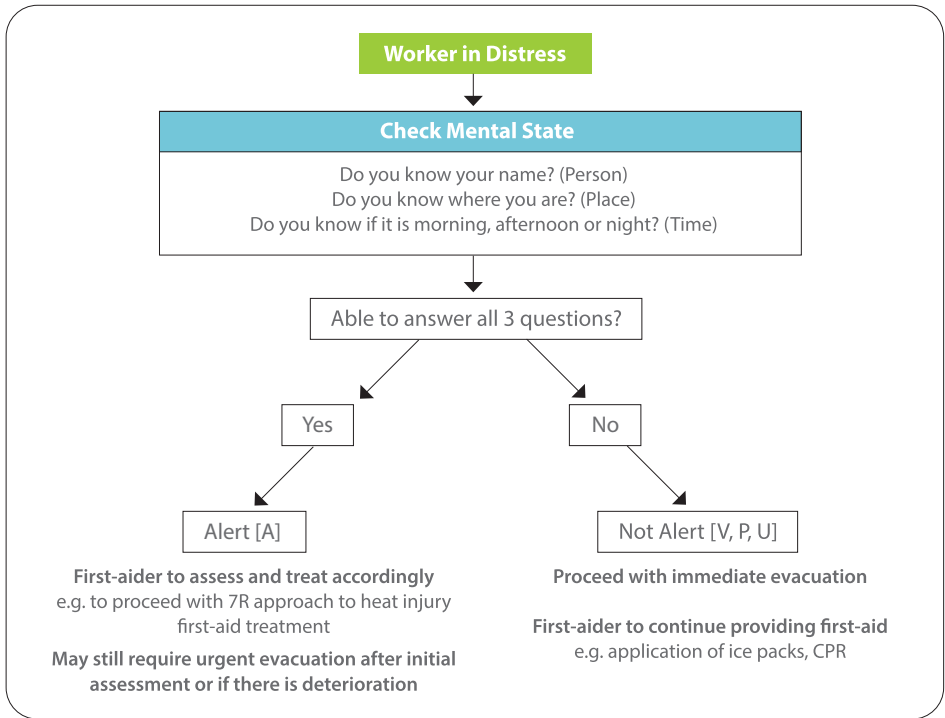 Worker in Distress
Check Mental State
Do you know your name? (Person)
Do you know where you are? (Place)
Do you know if it is morning, afternoon or night? (Time)
Able to answer all 3 questions?
Yes
No
Alert [A]
Not Alert [V, P, U]
First-aider to assess and treat accordingly
e.g. to proceed with 7R approach to heat injury
first-aid treatment
May still require urgent evacuation after initial
assessment or if there is deterioration
Proceed with immediate evacuation
First-aider to continue providing first-aid
e.g. application of ice packs, CPR